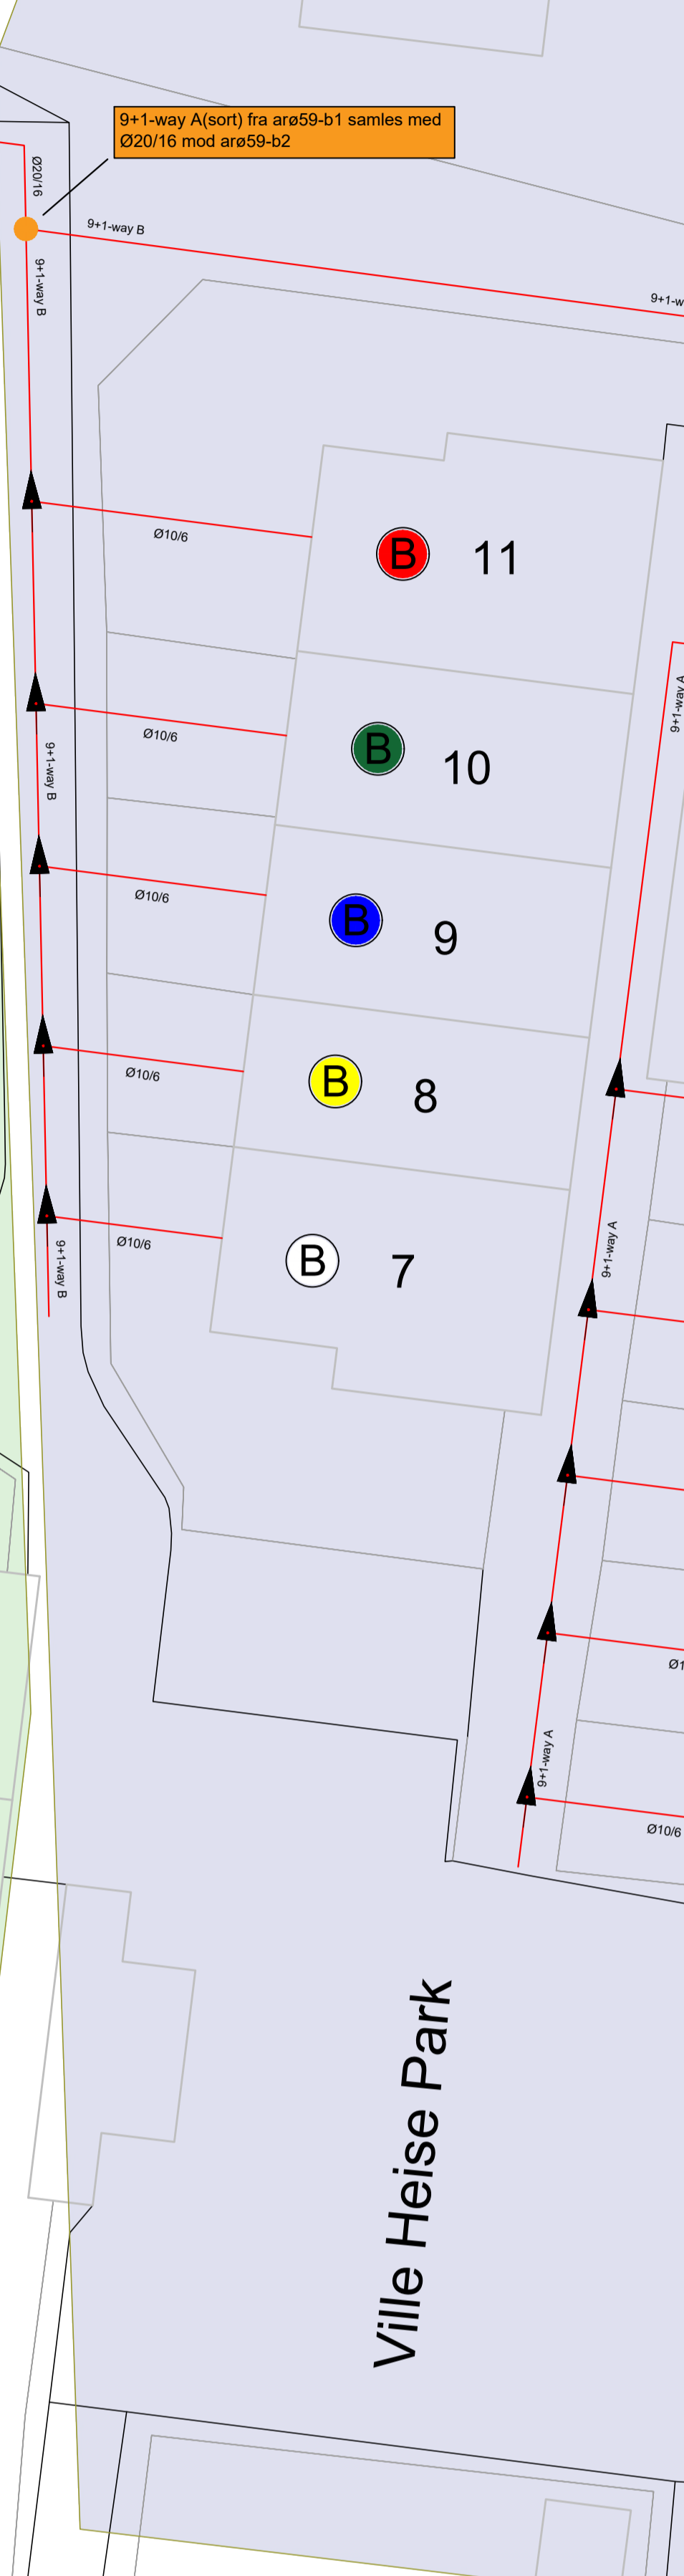 9+1-way A(sort) fra arø59-b1 samles med
Ø20/16 mod arø59-b2
Ø20/16
9+1-way B
9+1-way B
9+1-w
Ø10/6
B
11
9+1-way A
Ø10/6
B
10
9+1-way B
Ø10/6
B
9
Ø10/6
B
8
Ø10/6
B
7
9+1-way B
9+1-way A
Ø1
9+1-way A
Ø10/6
Ville Heise Park